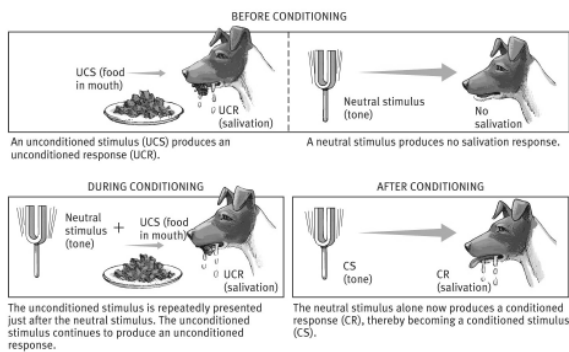 BEFORE CONDITIONING
UCS (food
in mouth)
UCR
(salivation)
Neutral stimulus
(tone)
No
salivation
An unconditioned stimulus (UCS) produces an
unconditioned response (UCR).
A neutral stimulus produces no salivation response.
DURING CONDITIONING
Neutral
stimulus
(tone)
+
UCS (food
in mouth)
UCR
(salivation)
The unconditioned stimulus is repeatedly presented
just after the neutral stimulus. The unconditioned
stimulus continues to produce an unconditioned
response.
AFTER CONDITIONING
CS
(tone)
CR
(salivation)
The neutral stimulus alone now produces a conditioned
response (CR), thereby becoming a conditioned stimulus
(CS).